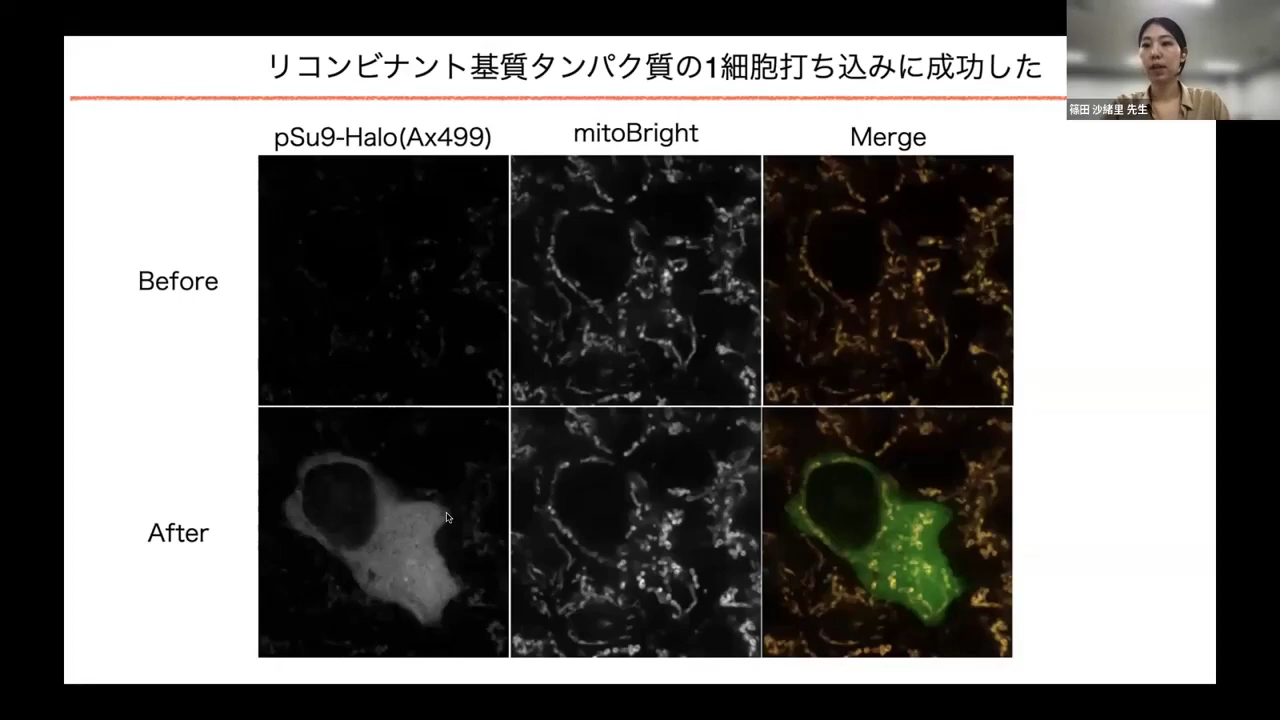 リコンビナント基質タンパク質の1細胞打ち込みに成功した
篠田 沙緒里 先生
pSu9-Halo(Ax499)
mitoBright
Merge
Before
After